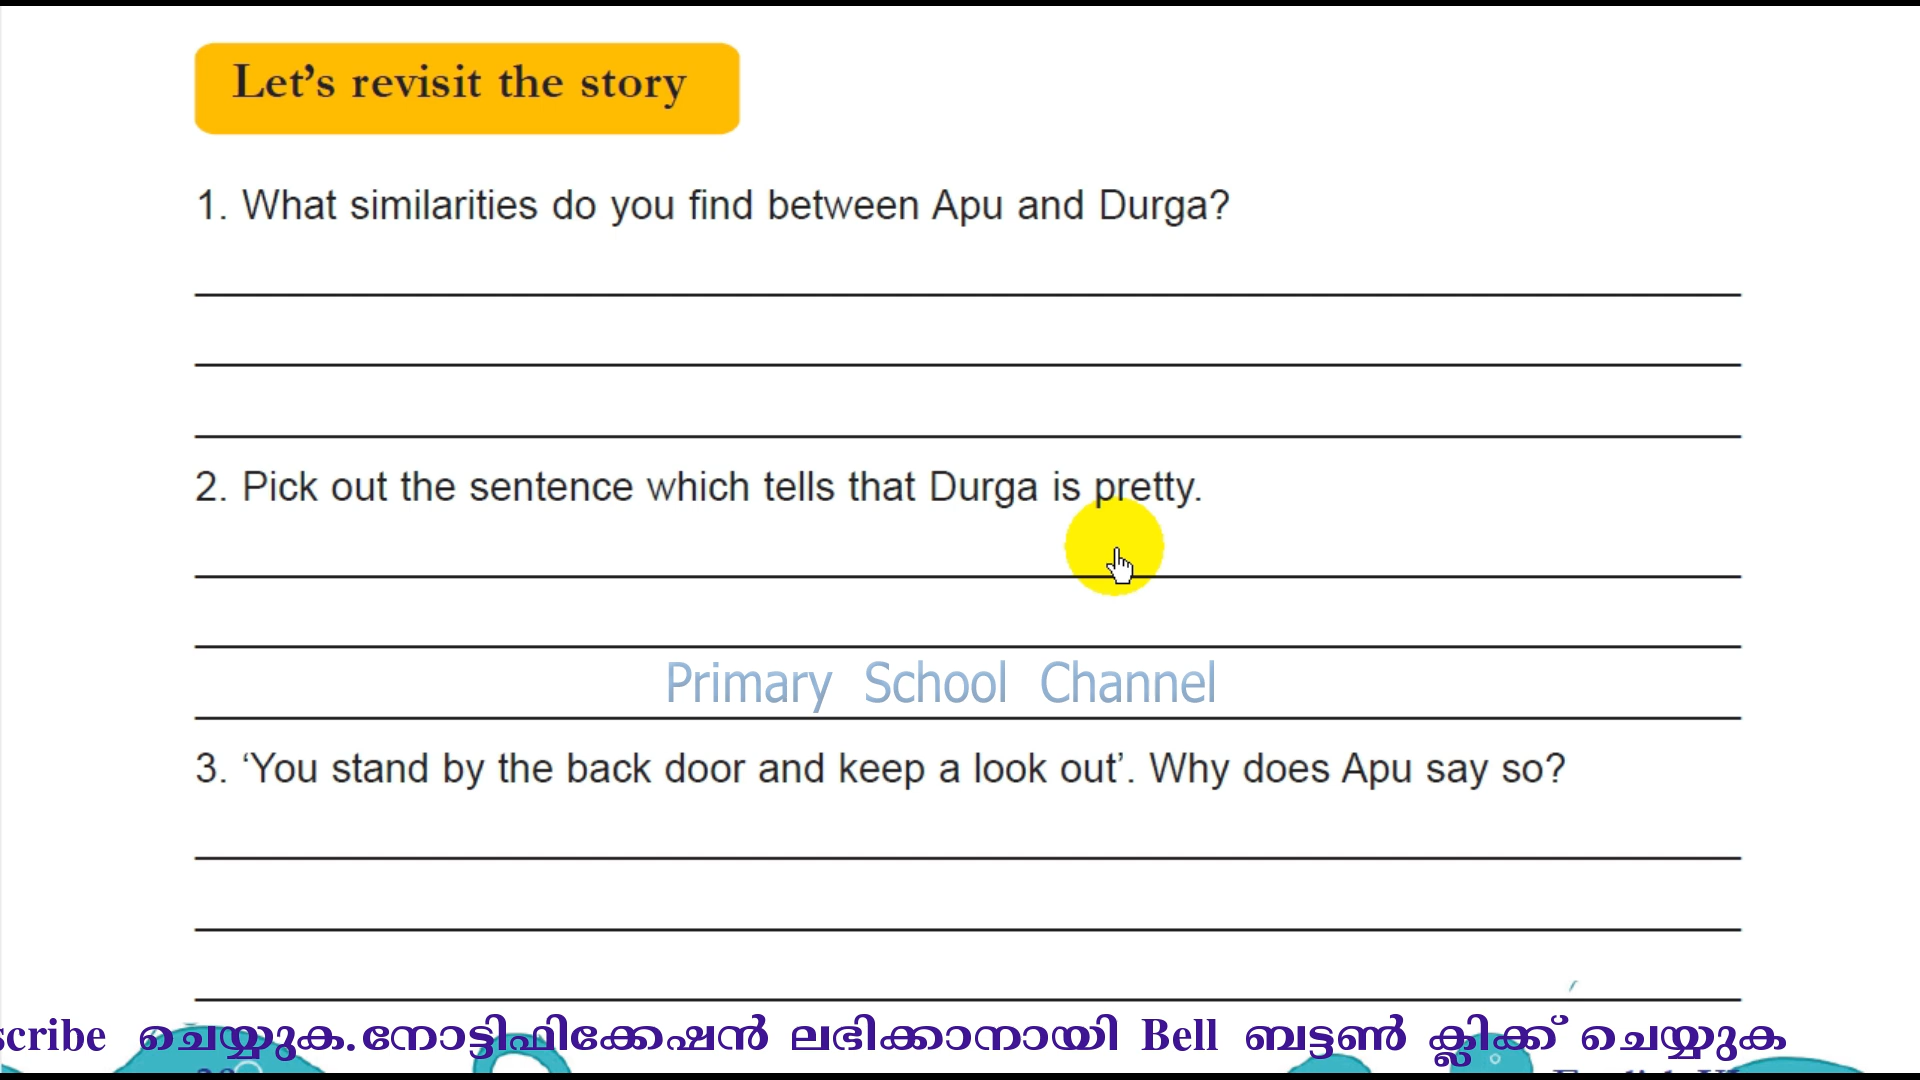 Let's revisit the story
1. What similarities do you find between Apu and Durga?
2. Pick out the sentence which tells that Durga is pretty.
Primary School Channel
3. ‘You stand by the back door and keep a look out’. Why does Apu say so?
scribe ചെയ്യുക.നോട്ടിഫിക്കേഷൻ ലഭിക്കാനായി Bell ബട്ടൺ ക്ലിക്ക് ചെയ്യുക